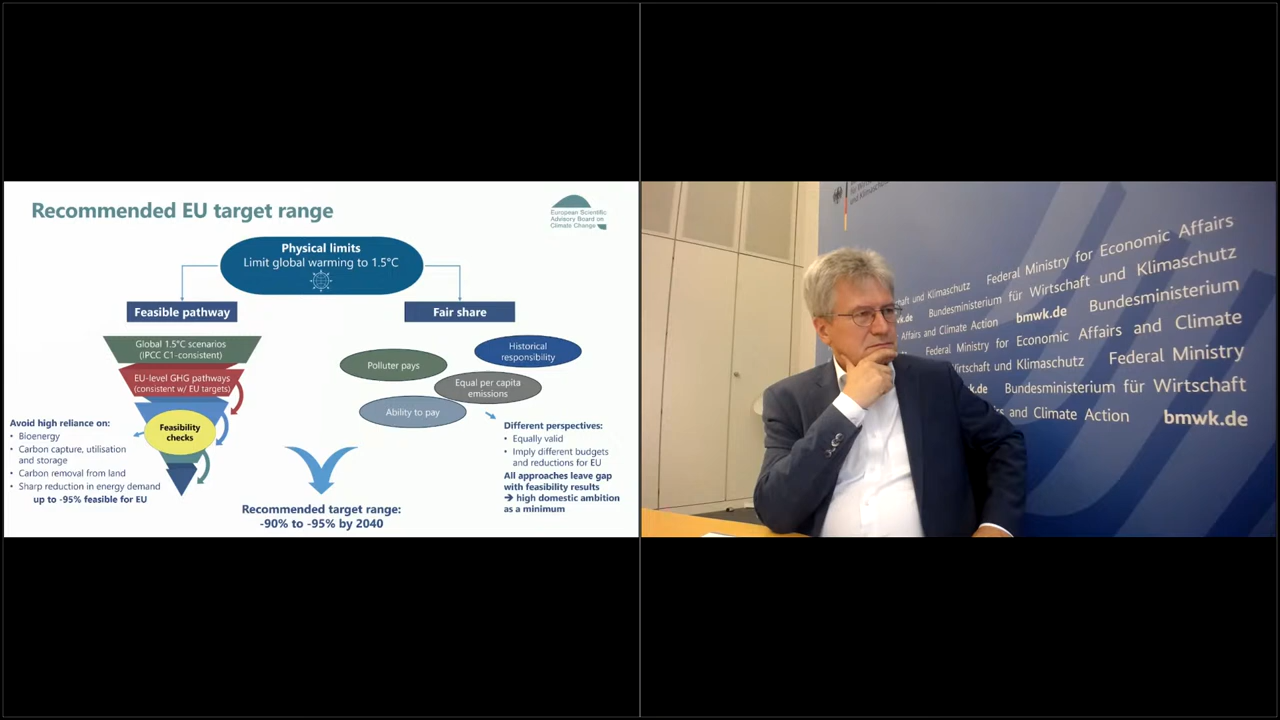 Recommended EU target range
European Scientific
Advisory Board on
Climate Change
Physical limits
Limit global warming to 1.5°C
Feasible pathway
Fair share
Global 1.5°C scenarios
(IPCC C1-consistent)
EU-level GHG pathways
(consistent w/ EU targets)
Feasibility
checks
Avoid high reliance on:
• Bioenergy
• Carbon capture, utilisation
and storage
• Carbon removal from land
• Sharp reduction in energy demand
up to -95% feasible for EU
Polluter pays
Historical
responsibility
Equal per capita
emissions
Ability to pay
Different perspectives:
• Equally valid
• Imply different budgets
and reductions for EU
All approaches leave gap
with feasibility results
➔ high domestic ambition
as a minimum
Recommended target range:
-90% to -95% by 2040
und Klimaschutz
Federal Ministry for Economic Affairs
und Klimaschutz Bundesministerium für Wirtschaft und Klimaschutz
Affairs and Climate Action bmwk.de Bundesministerium
Federal Ministry for Economic Affairs and Climate
Wirtschaft und Klimaschutz Federal Ministry
Bundesministerium für Wirtschaft
and Climate Action bmwk.de